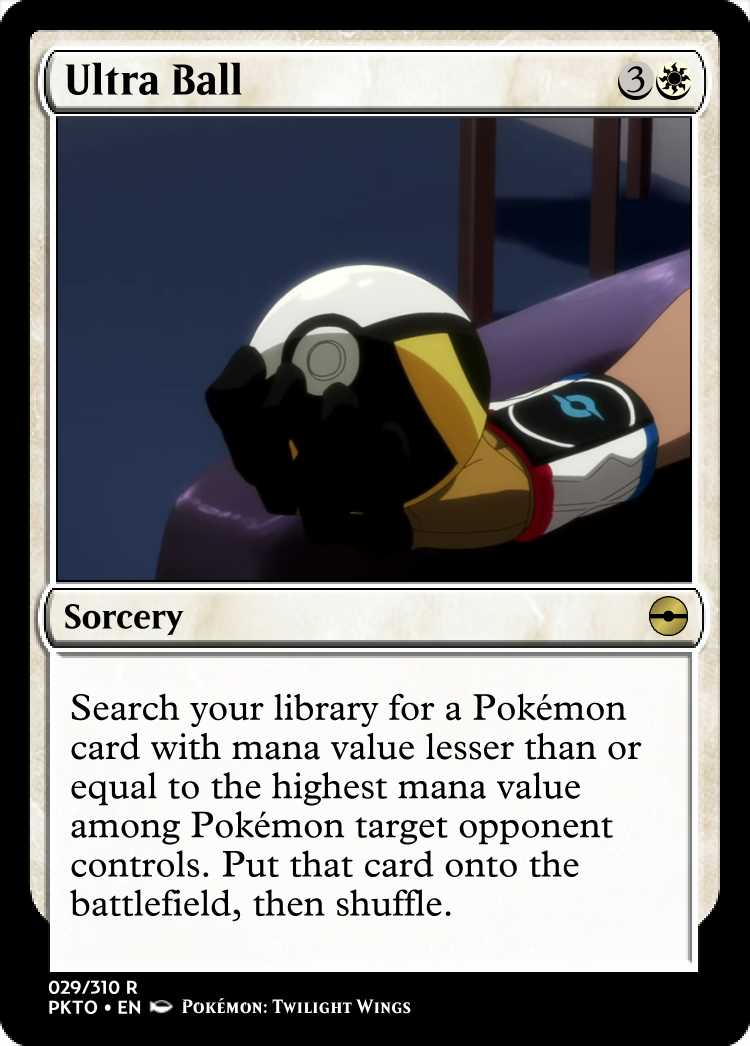 Ultra Ball 3
Sorcery
Search your library for a Pokémon
card with mana value lesser than or
equal to the highest mana value
among Pokémon target opponent
controls. Put that card onto the
battlefield, then shuffle.
029/310 R
PKTO • EN Pokémon: Twilight Wings